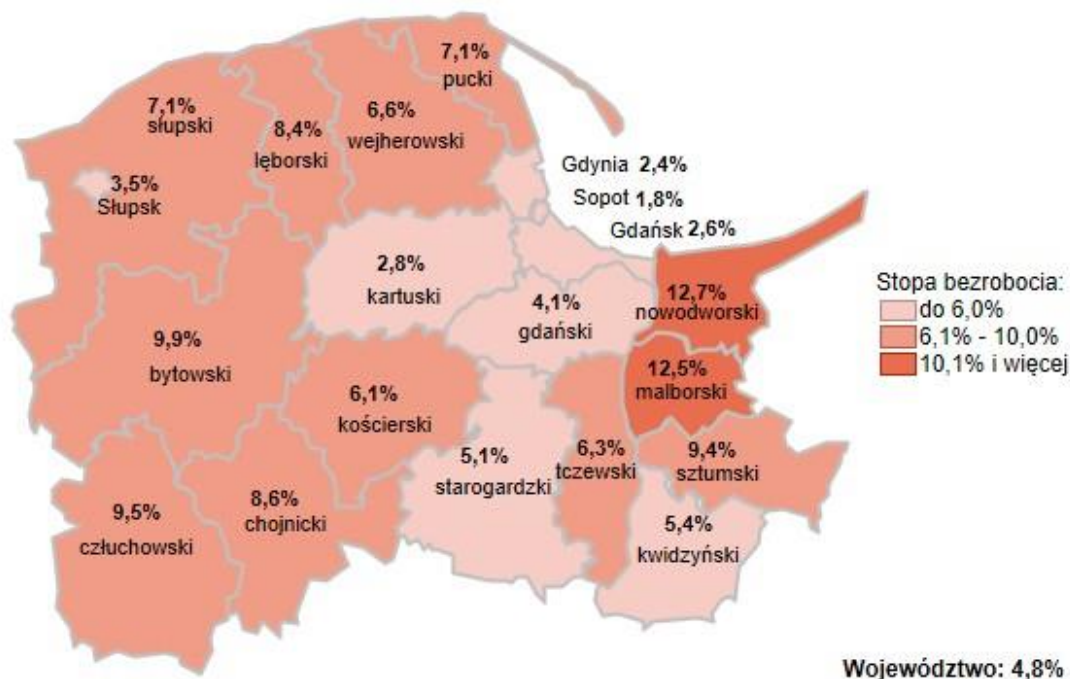 7,1%
pucki
7,1%
słupski
8,4%
lęborski
6,6%
wejherowski
Gdynia 2,4%
3,5%
Słupsk
Sopot 1,8%
Gdańsk 2,6%
2,8%
kartuski
4,1%
gdański
12,7%
nowodworski
Stopa bezrobocia:
do 6,0%
6,1% - 10,0%
10,1% i więcej
9,9%
bytowski
6,1%
kościerski
12,5%
malborski
5,1%
starogardzki
6,3%
tczewski
9,4%
sztumski
9,5%
człuchowski
8,6%
chojnicki
5,4%
kwidzyński
Województwo: 4,8%